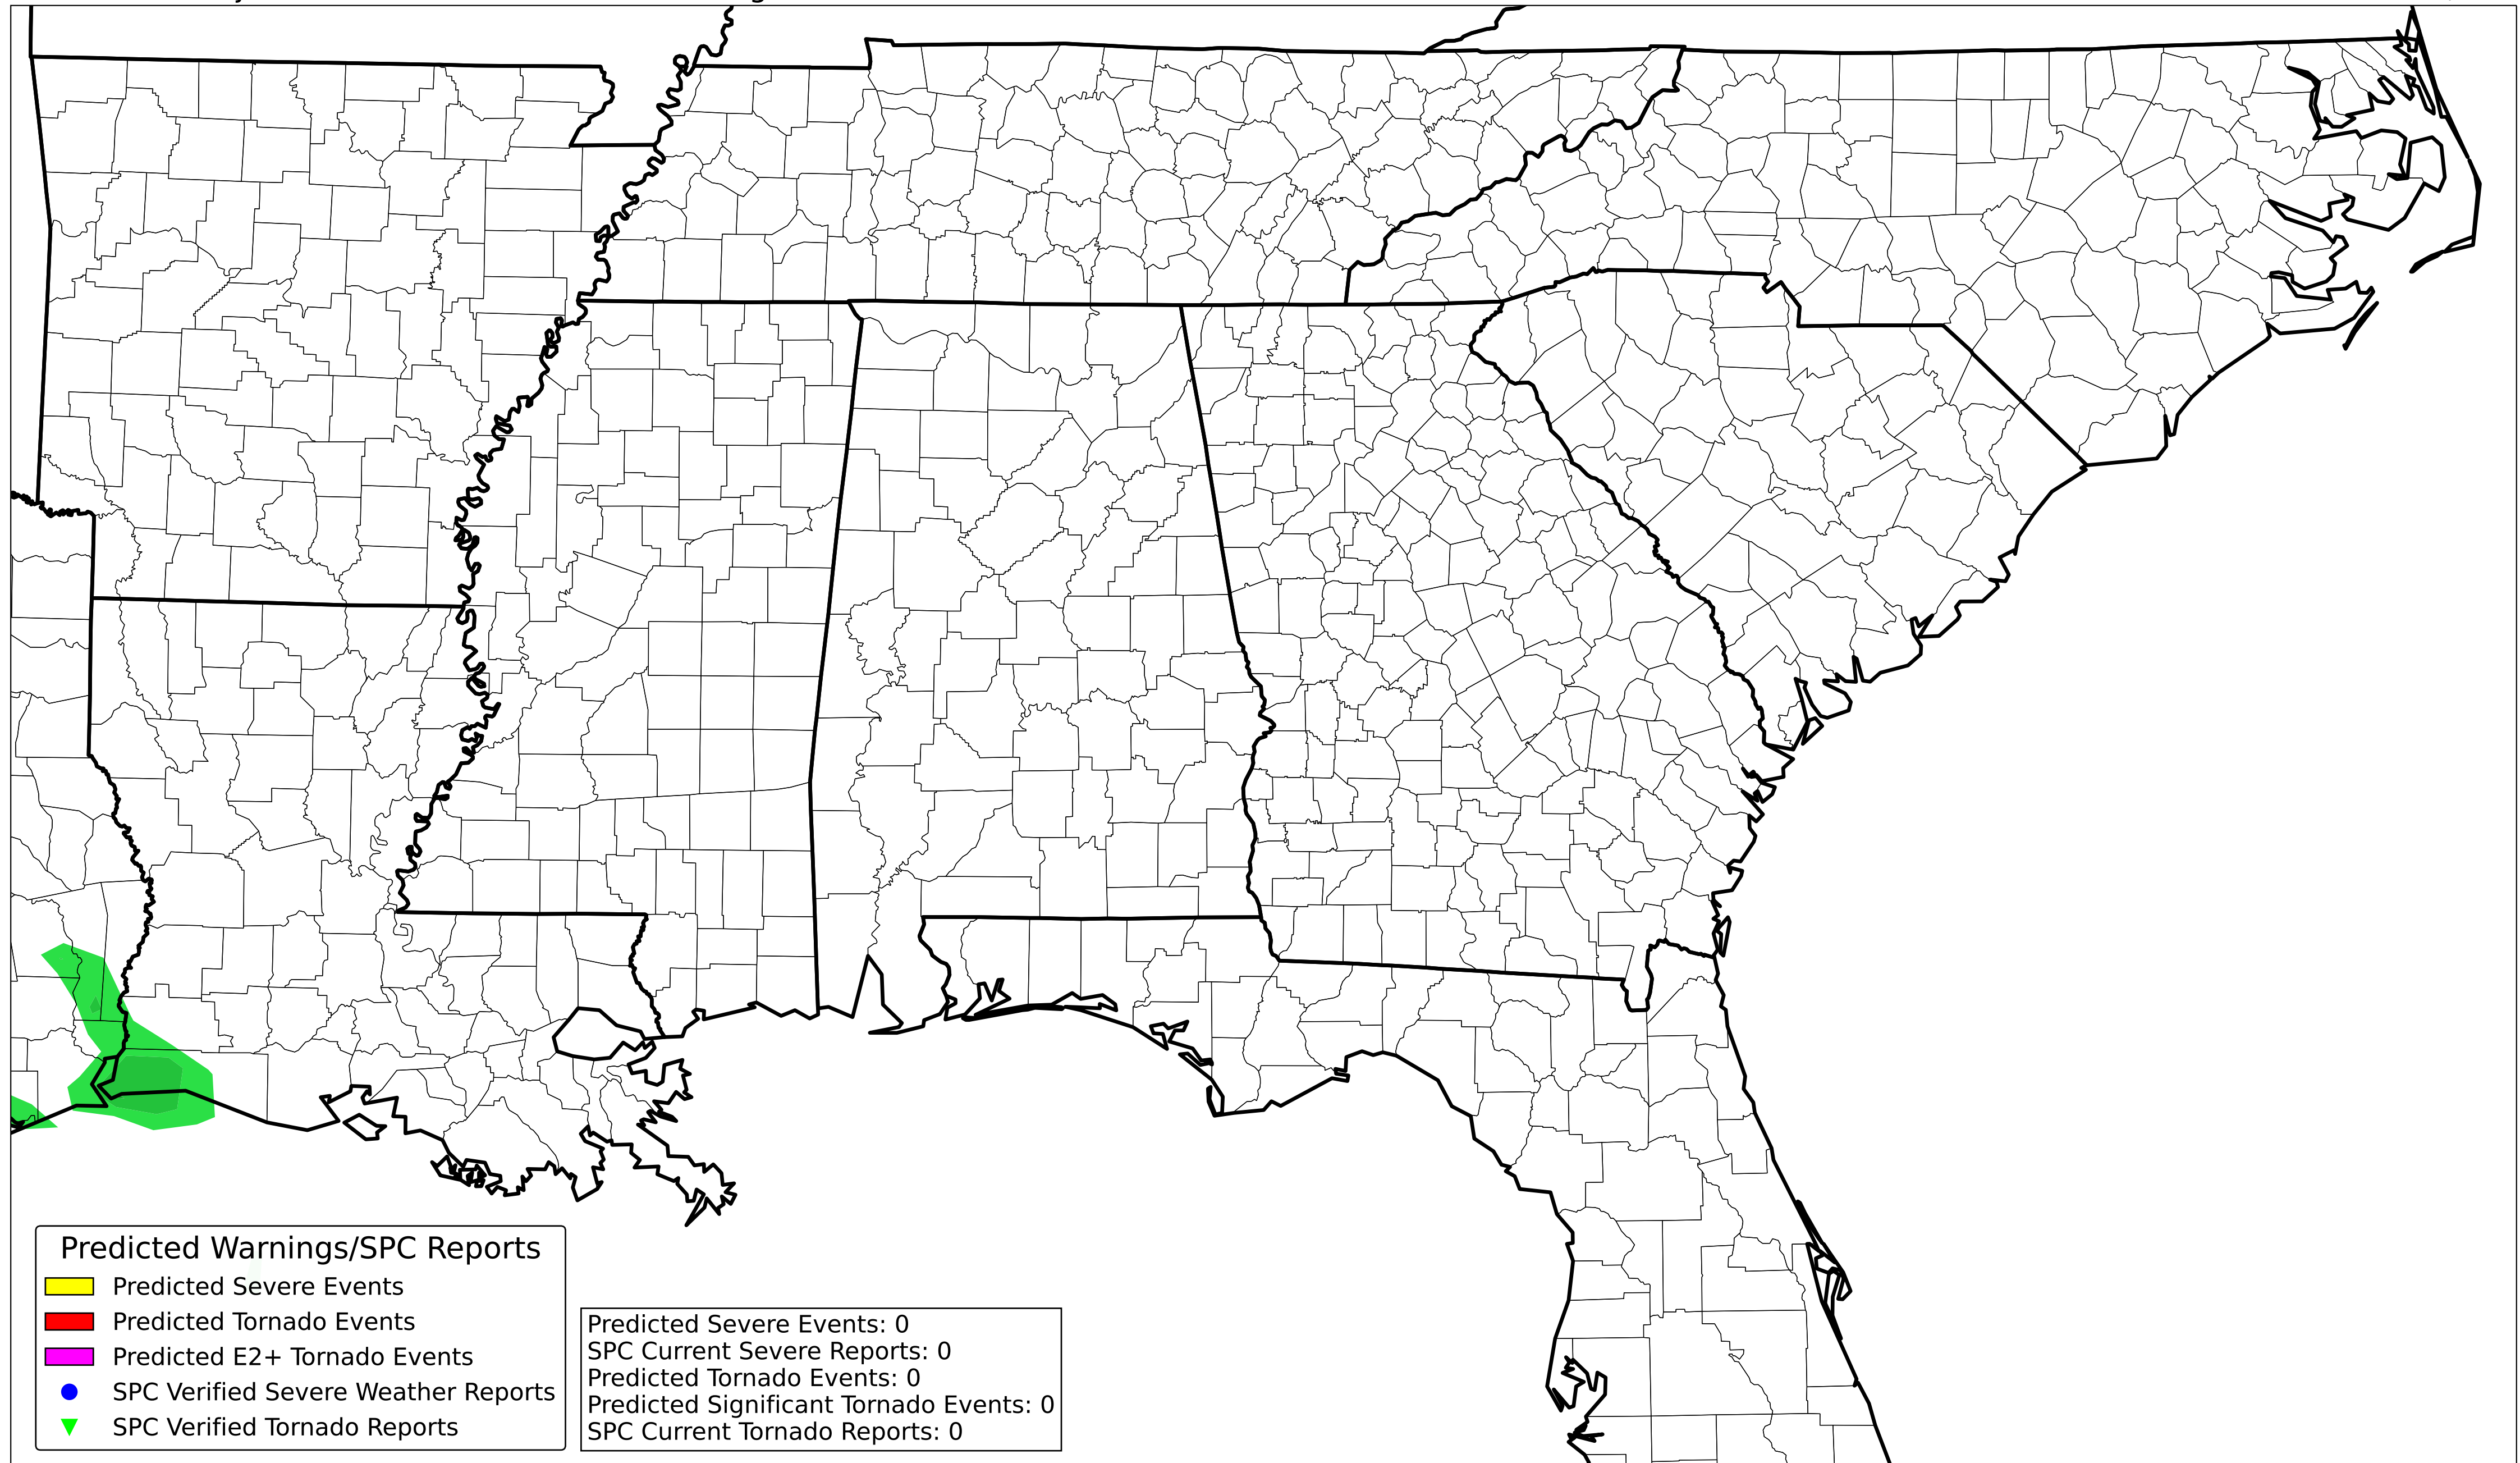 Predicted Warnings/SPC Reports
Predicted Severe Events
Predicted Tornado Events
Predicted E2+ Tornado Events
SPC Verified Severe Weather Reports
SPC Verified Tornado Reports
Predicted Severe Events: 0
SPC Current Severe Reports: 0
Predicted Tornado Events: 0
Predicted Significant Tornado Events: 0
SPC Current Tornado Reports: 0